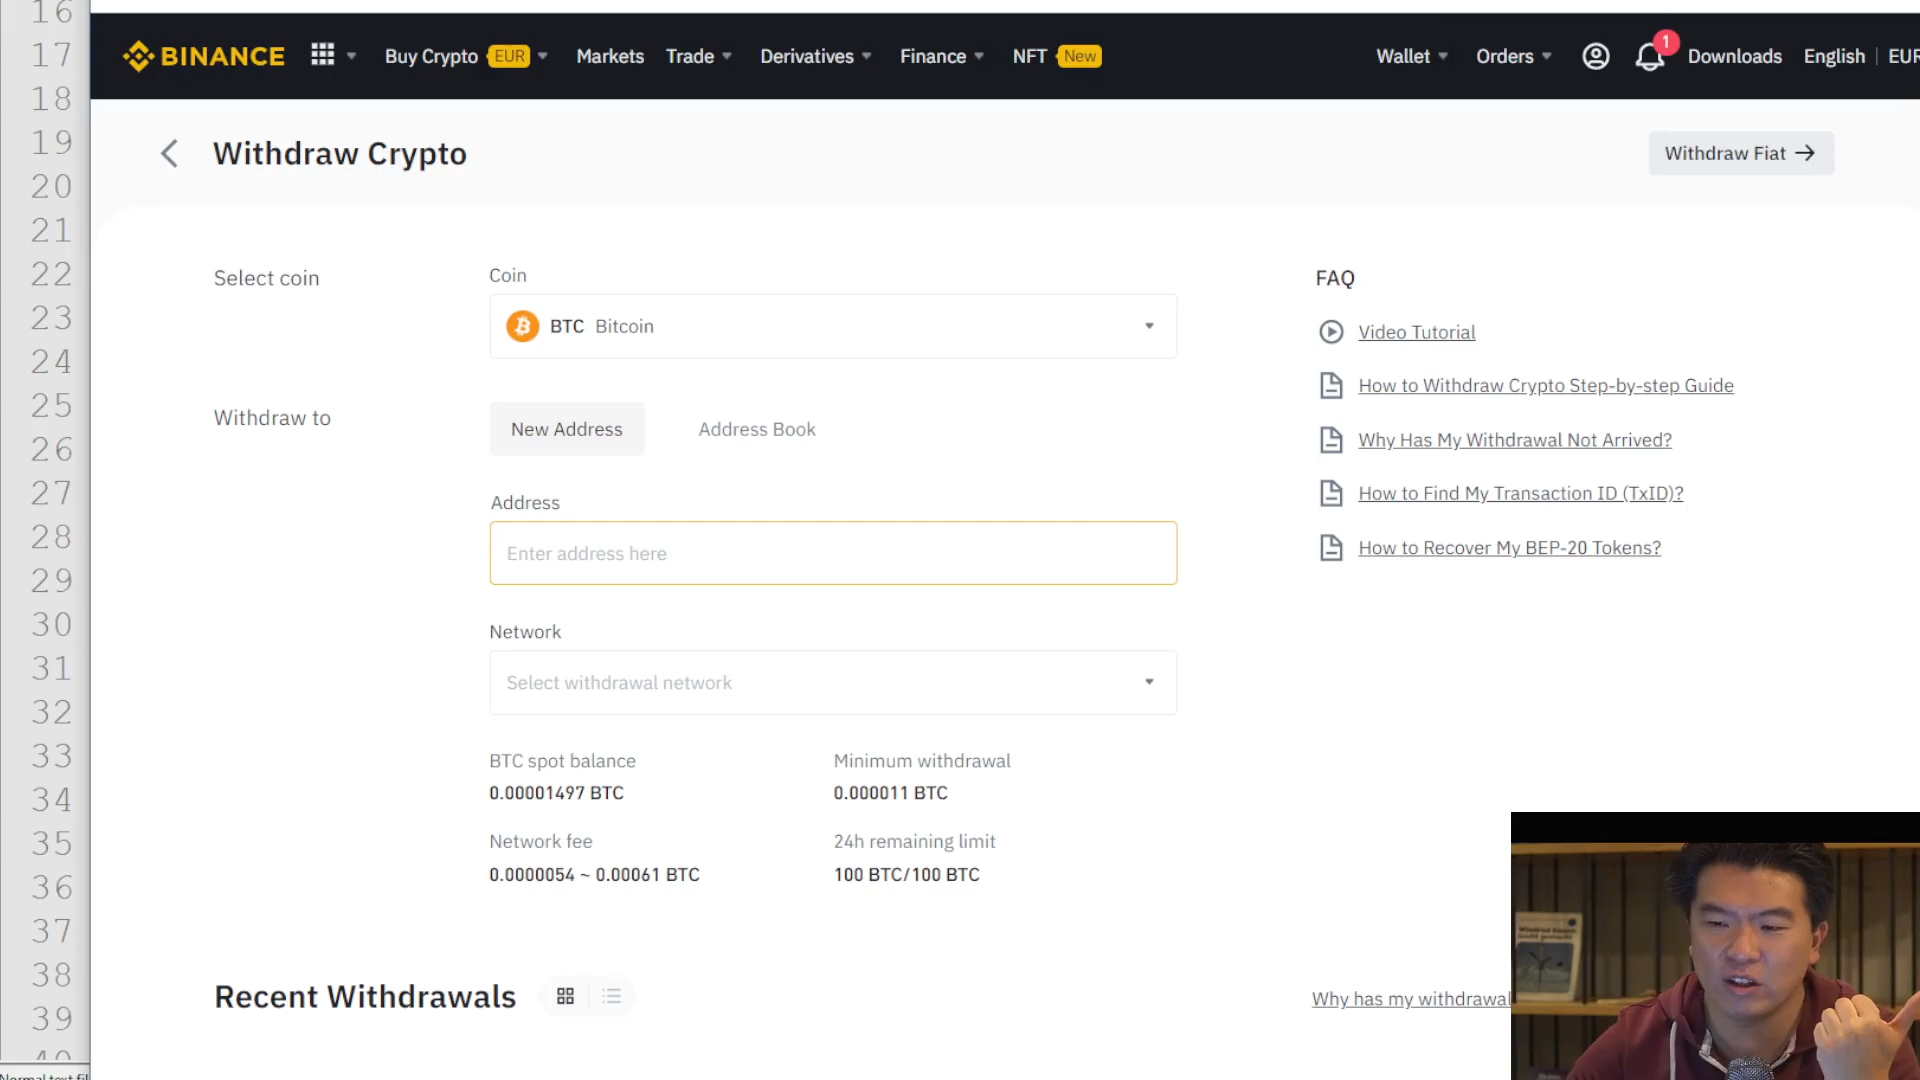 16
17
18
19
20
21
22
23
24
25
26
27
28
29
30
31
32
33
34
35
36
37
38
39
BINANCE
Buy Crypto EUR
Markets
Trade
Derivatives
Finance
NFT New
Wallet
Orders
1
Downloads
English | EUR
Withdraw Crypto
Withdraw Fiat →
Select coin
Coin
BTC Bitcoin
Withdraw to
New Address
Address Book
Address
Enter address here
Network
Select withdrawal network
BTC spot balance
0.00001497 BTC
Minimum withdrawal
0.000011 BTC
Network fee
0.0000054 ~ 0.00061 BTC
24h remaining limit
100 BTC/100 BTC
FAQ
Video Tutorial
How to Withdraw Crypto Step-by-step Guide
Why Has My Withdrawal Not Arrived?
How to Find My Transaction ID (TxID)?
How to Recover My BEP-20 Tokens?
Recent Withdrawals
Why has my withdrawal